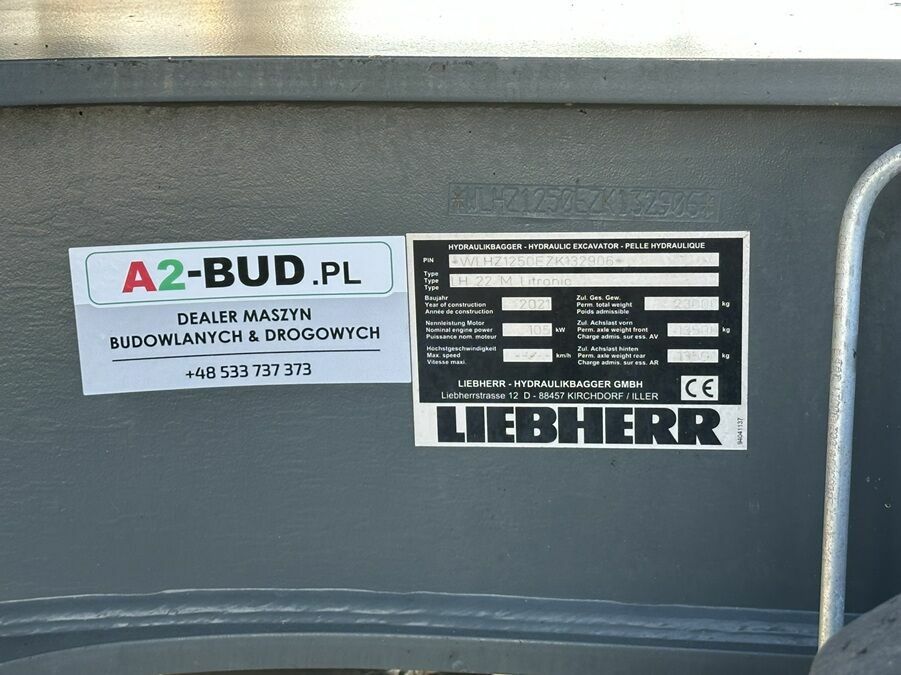 *WLHZ1250EZK132906*
A2-BUD.PL
DEALER MASZYN
BUDOWLANYCH & DROGOWYCH
+48 533 737 373
HYDRAULIKBAGGER - HYDRAULIC EXCAVATOR - PELLE HYDRAULIQUE
PIN *WLHZ1250EZK132906*
Type
Type LH 22 M Litronic
Type
Baujahr
Year of construction 2021
Année de construction
Nennleistung Motor
Nominal engine power 105 kW
Puissance nom. moteur
Höchstgeschwindigkeit
Max. speed km/h
Vitesse maxi.
Zul. Ges. Gew.
Perm. total weight kg
Poids admissible
Zul. Achslast vorn
Perm. axle weight front kg
Charge admis. sur ess. AV
Zul. Achslast hinten
Perm. axle weight rear kg
Charge admis. sur ess. AR
LIEBHERR - HYDRAULIKBAGGER GMBH
Liebherrstrasse 12 D - 88457 KIRCHDORF / ILLER
CE
LIEBHERR
94041137